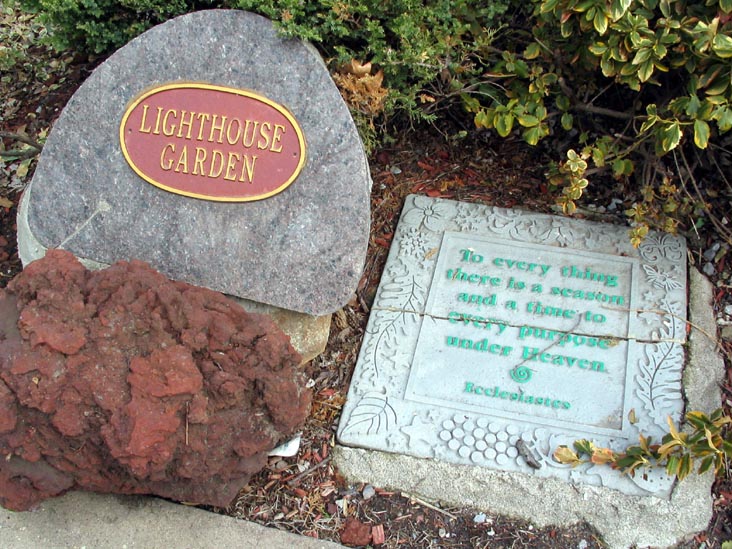 LIGHTHOUSE
GARDEN
To every thing
there is a season
and a time to
every purpose
under Heaven.
Ecclesiastes